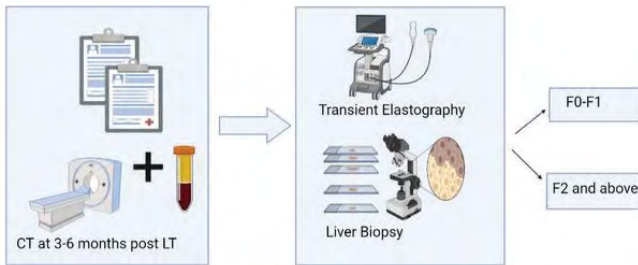 CT at 3-6 months post LT
Transient Elastography
Liver Biopsy
F0-F1
F2 and above